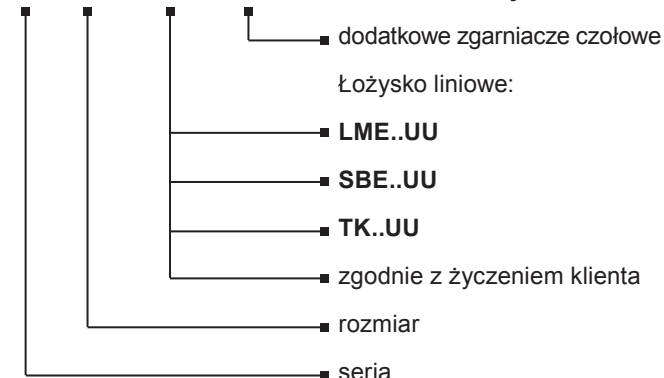 dodatkowe zgarniacze czołowe
Łożysko liniowe:
LME..UU
SBE..UU
TK..UU
zgodnie z życzeniem klienta
rozmiar
seria